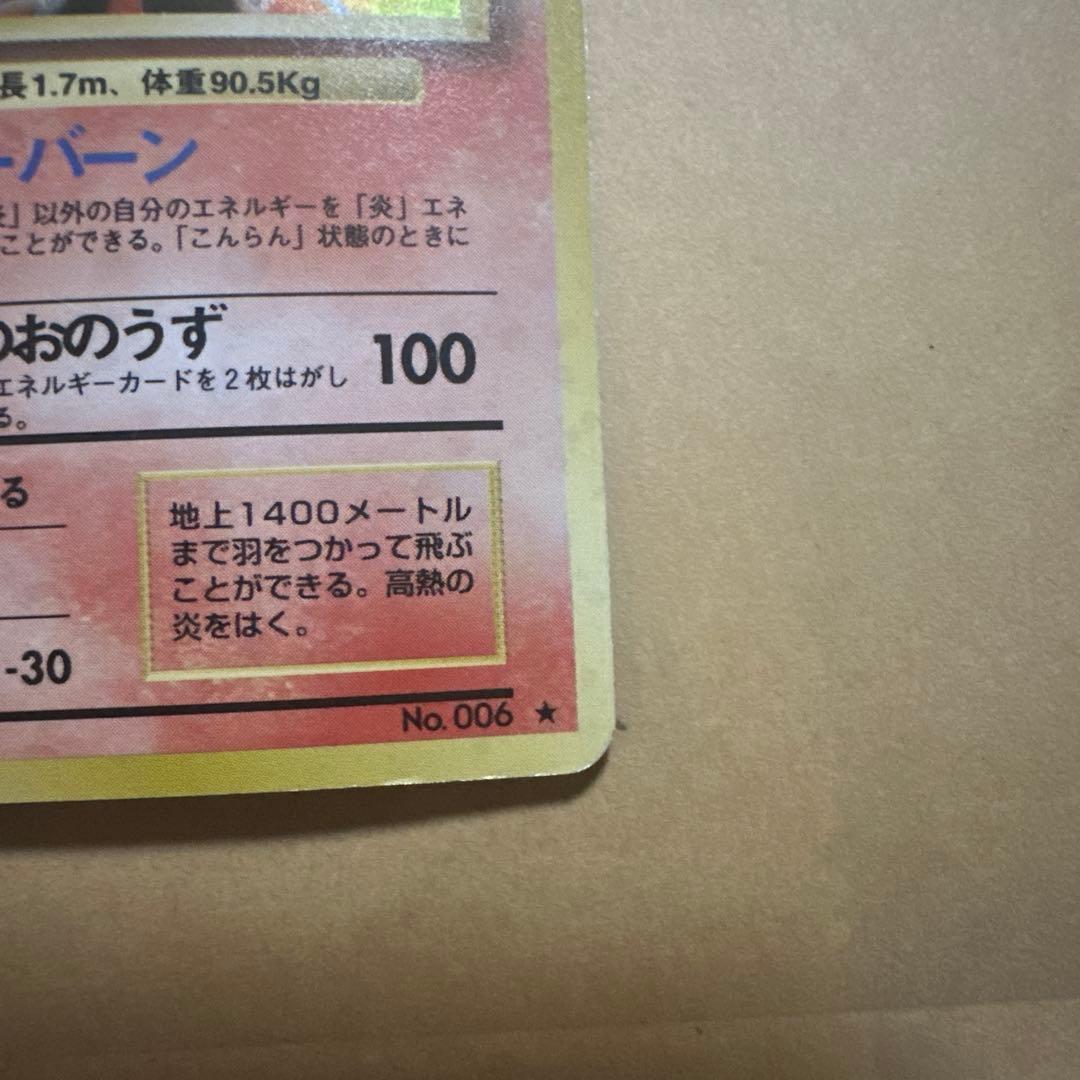 長1.7m、体重90.5Kg
ーバーン
炎」以外の自分のエネルギーを「炎」エネ
ことができる。「こんらん」状態のときに
のおのうず 100
エネルギーカードを2枚はがし
る。
る
地上1400メートル
まで羽をつかって飛ぶ
ことができる。高熱の
炎をはく。
-30
No. 006 ★